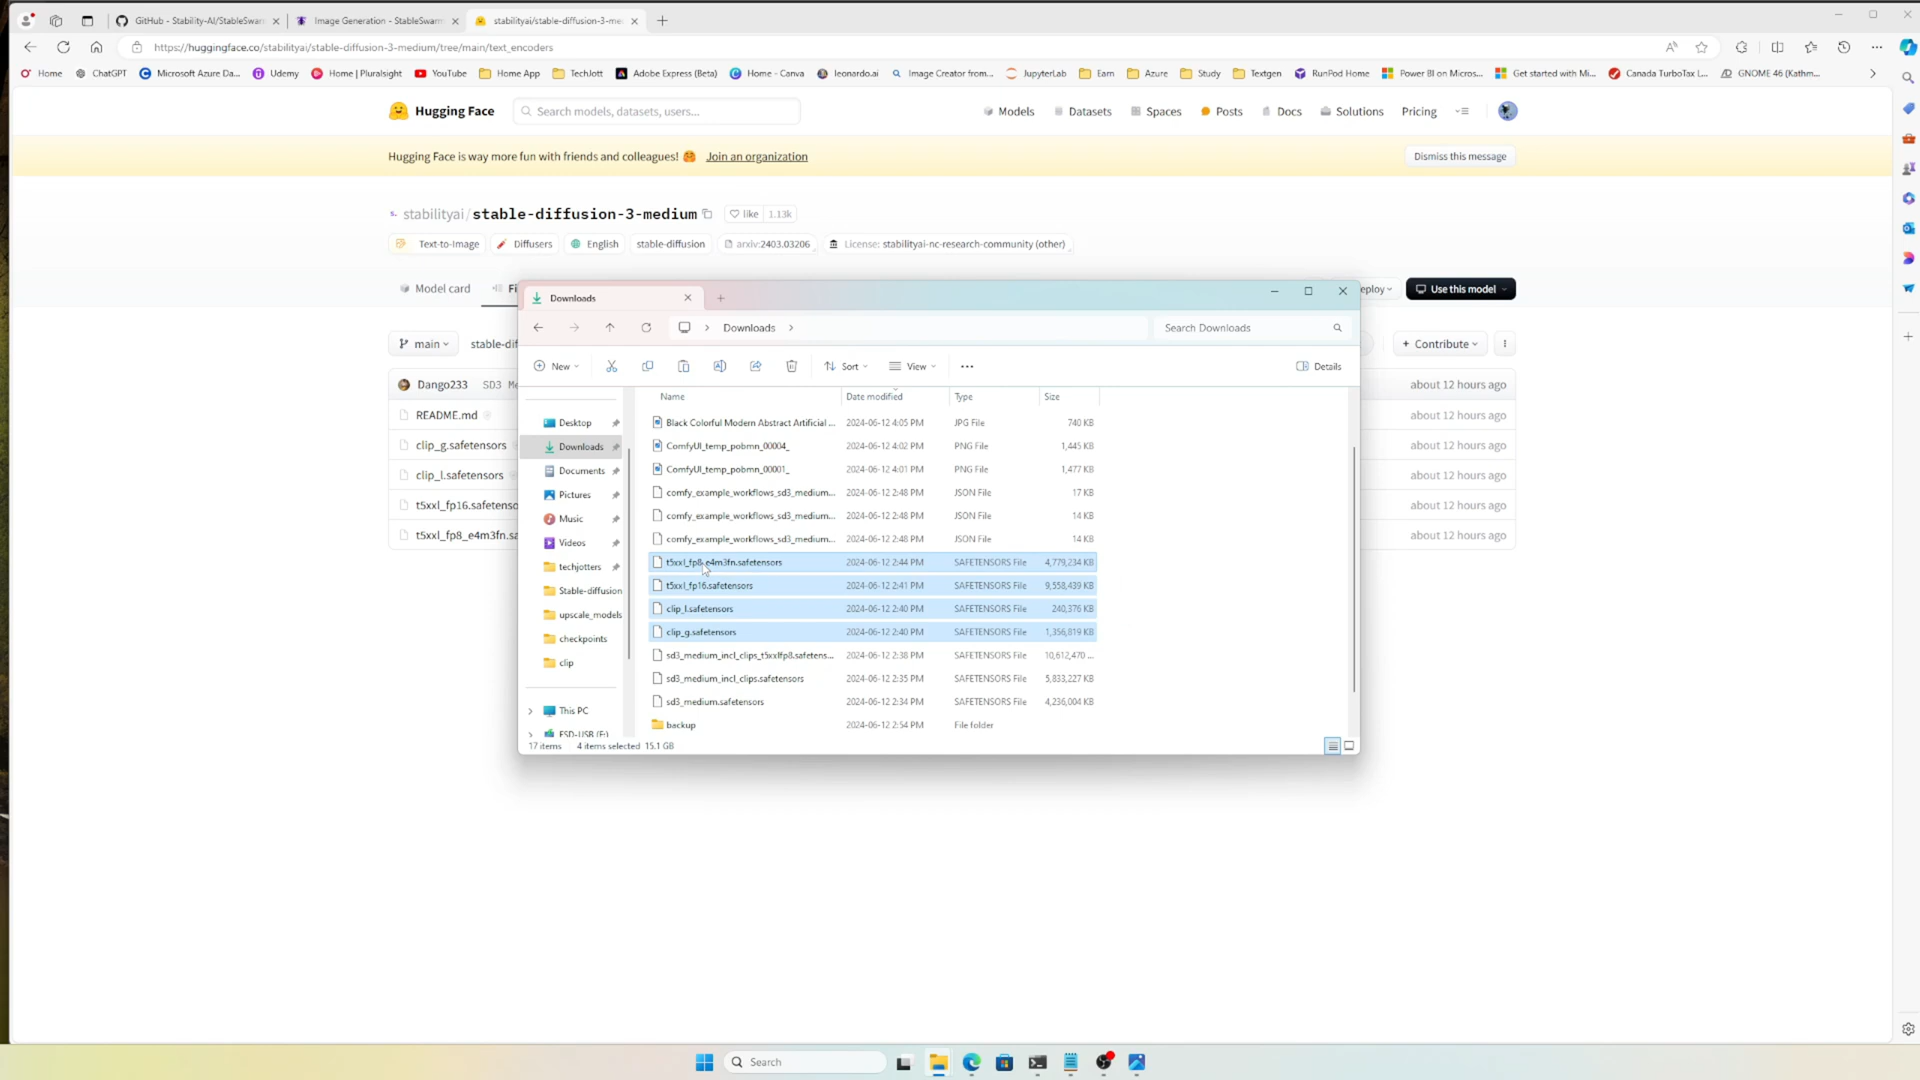 GitHub - Stability-AI/StableSwarm
Image Generation - StableSwarm
stabilityai/stable-diffusion-3-me
https://huggingface.co/stabilityai/stable-diffusion-3-medium/tree/main/text_encoders
Home ChatGPT Microsoft Azure Da... Udemy Home | Pluralsight YouTube Home App TechJott Adobe Express (Beta) Home - Canva leonardo.ai Image Creator from... JupyterLab Earn Azure Study Textgen RunPod Home Power BI on Micros... Get started with Mi... Canada TurboTax L... GNOME 46 (Kathm...
Hugging Face Search models, datasets, users... Models Datasets Spaces Posts Docs Solutions Pricing
Hugging Face is way more fun with friends and colleagues! Join an organization Dismiss this message
stabilityai/stable-diffusion-3-medium like 1.13k
Text-to-Image Diffusers English stable-diffusion arxiv:2403.03206 License: stabilityai-nc-research-community (other)
Model card Fi eploy Use this model
main stable-dif Contribute
Dango233 SD3 Me about 12 hours ago
README.md about 12 hours ago
clip_g.safetensors about 12 hours ago
clip_l.safetensors about 12 hours ago
t5xxl_fp16.safetenso about 12 hours ago
t5xxl_fp8_e4m3fn.sa about 12 hours ago
Downloads
Downloads Search Downloads
New Sort View ... Details
Name Date modified Type Size
Black Colorful Modern Abstract Artificial ... 2024-06-12 4:05 PM JPG File 740 KB
ComfyUI_temp_pobmn_00004_ 2024-06-12 4:02 PM PNG File 1,445 KB
ComfyUI_temp_pobmn_00001_ 2024-06-12 4:01 PM PNG File 1,477 KB
comfy_example_workflows_sd3_medium... 2024-06-12 2:48 PM JSON File 17 KB
comfy_example_workflows_sd3_medium... 2024-06-12 2:48 PM JSON File 14 KB
comfy_example_workflows_sd3_medium... 2024-06-12 2:48 PM JSON File 14 KB
t5xxl_fp8_e4m3fn.safetensors 2024-06-12 2:44 PM SAFETENSORS File 4,779,234 KB
t5xxl_fp16.safetensors 2024-06-12 2:41 PM SAFETENSORS File 9,558,439 KB
clip_l.safetensors 2024-06-12 2:40 PM SAFETENSORS File 240,376 KB
clip_g.safetensors 2024-06-12 2:40 PM SAFETENSORS File 1,356,819 KB
sd3_medium_incl_clips_t5xxlfp8.safetens... 2024-06-12 2:38 PM SAFETENSORS File 10,612,470 ...
sd3_medium_incl_clips.safetensors 2024-06-12 2:35 PM SAFETENSORS File 5,833,227 KB
sd3_medium.safetensors 2024-06-12 2:34 PM SAFETENSORS File 4,236,004 KB
backup 2024-06-12 2:54 PM File folder
Desktop
Downloads
Documents
Pictures
Music
Videos
techjotters
Stable-diffusion
upscale_models
checkpoints
clip
This PC
ESD-USB (F:)
17 items 4 items selected 15.1 GB
Search